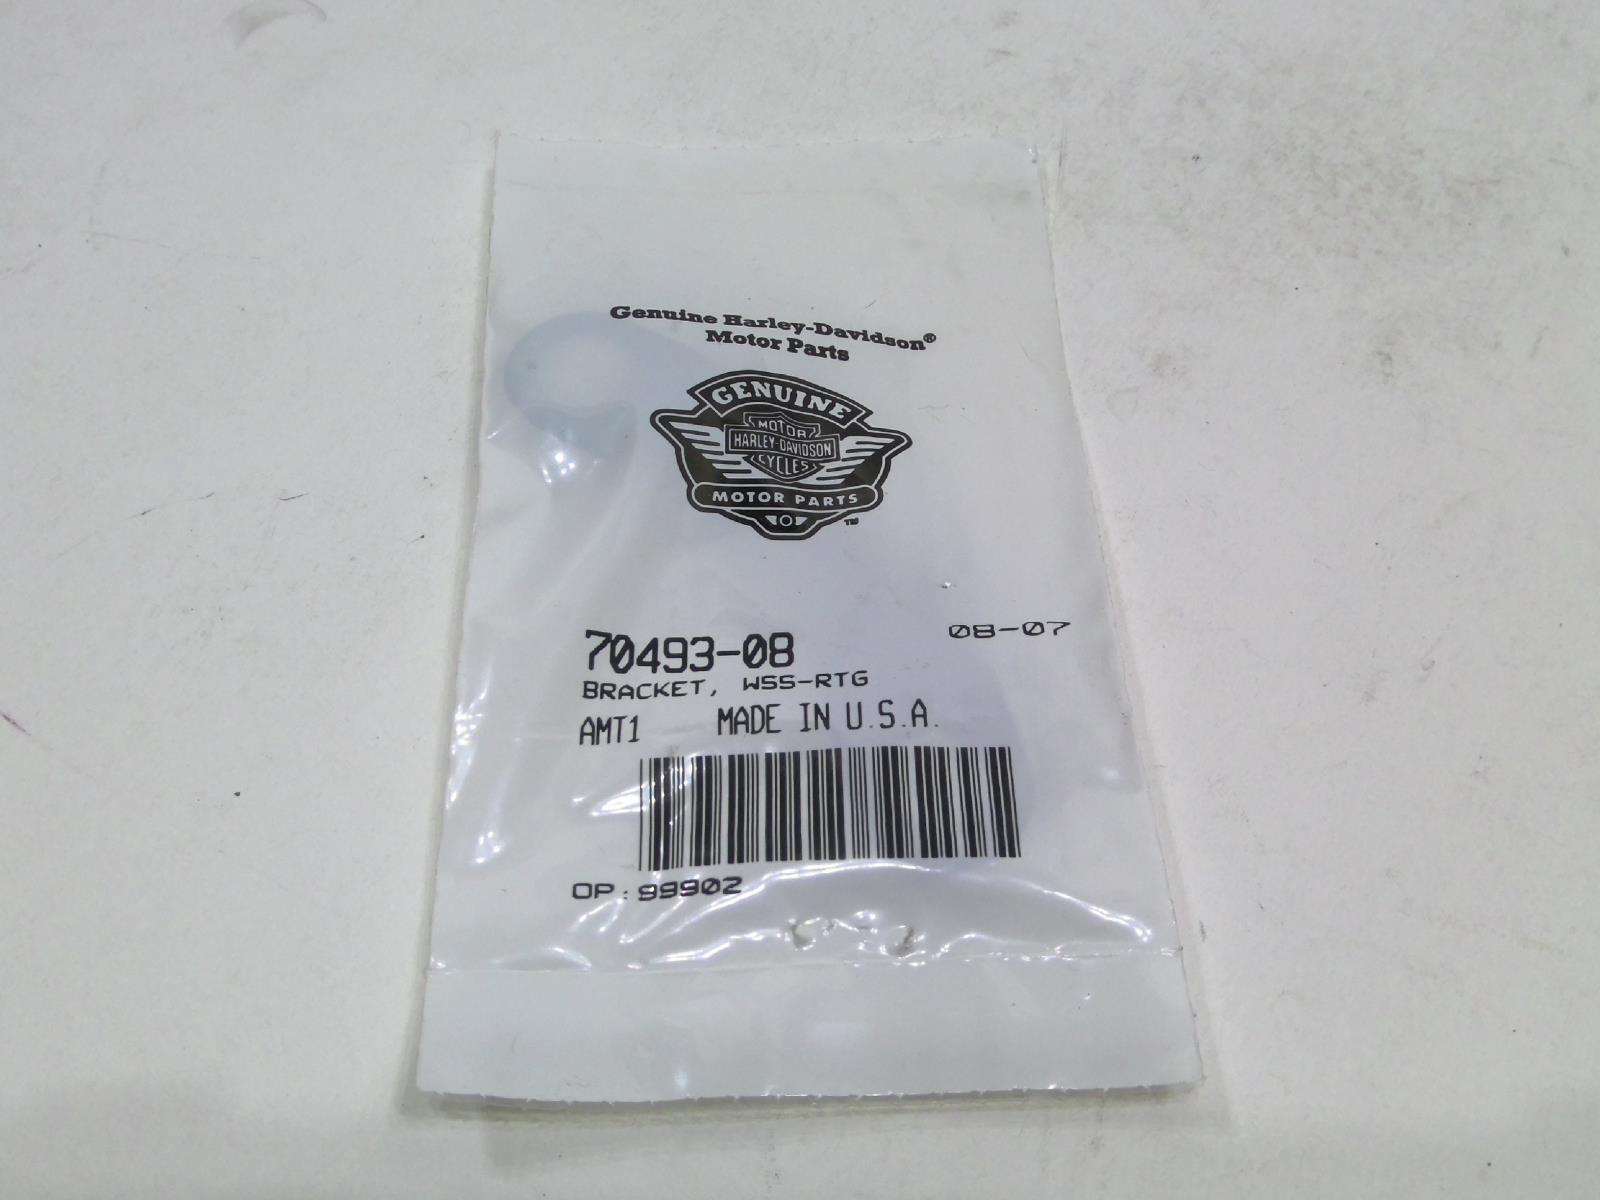 Genuine Harley-Davidson®
Motor Parts
GENUINE
MOTOR
HARLEY-DAVIDSON
CYCLES
MOTOR PARTS
™
08-07
70493-08
BRACKET, WSS-RTG
AMT1 MADE IN U.S.A.
OP: 99902